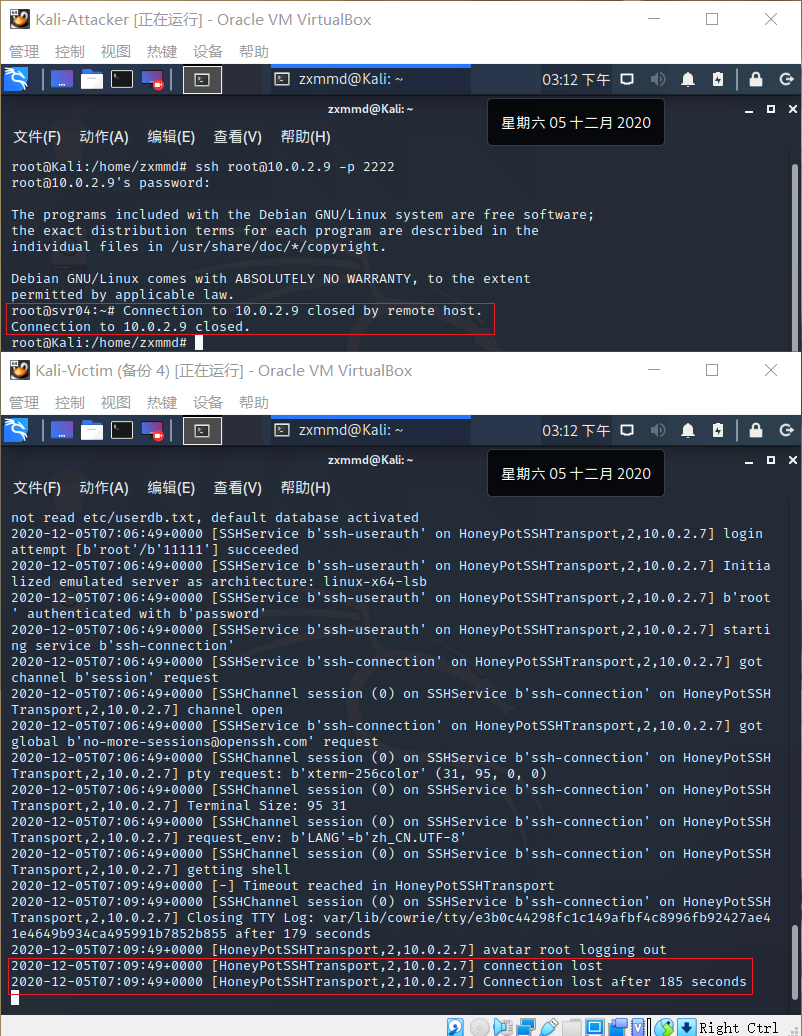 Kali-Attacker [正在运行] - Oracle VM VirtualBox
管理 控制 视图 热键 设备 帮助
zxmmd@Kali: ~ 03:12 下午
zxmmd@Kali: ~
星期六 05 十二月 2020
文件(F) 动作(A) 编辑(E) 查看(V) 帮助(H)
root@Kali:/home/zxmmd# ssh root@10.0.2.9 -p 2222
root@10.0.2.9's password:
The programs included with the Debian GNU/Linux system are free software;
the exact distribution terms for each program are described in the
individual files in /usr/share/doc/*/copyright.
Debian GNU/Linux comes with ABSOLUTELY NO WARRANTY, to the extent
permitted by applicable law.
root@svr04:~# Connection to 10.0.2.9 closed by remote host.
Connection to 10.0.2.9 closed.
root@Kali:/home/zxmmd#
Kali-Victim (备份 4) [正在运行] - Oracle VM VirtualBox
管理 控制 视图 热键 设备 帮助
zxmmd@Kali: ~ 03:12 下午
zxmmd@Kali: ~
星期六 05 十二月 2020
文件(F) 动作(A) 编辑(E) 查看(V) 帮助(H)
not read etc/userdb.txt, default database activated
2020-12-05T07:06:49+0000 [SSHService b'ssh-userauth' on HoneyPotSSHTransport,2,10.0.2.7] login
attempt [b'root'/b'11111'] succeeded
2020-12-05T07:06:49+0000 [SSHService b'ssh-userauth' on HoneyPotSSHTransport,2,10.0.2.7] Initia
lized emulated server as architecture: linux-x64-lsb
2020-12-05T07:06:49+0000 [SSHService b'ssh-userauth' on HoneyPotSSHTransport,2,10.0.2.7] b'root
' authenticated with b'password'
2020-12-05T07:06:49+0000 [SSHService b'ssh-userauth' on HoneyPotSSHTransport,2,10.0.2.7] starti
ng service b'ssh-connection'
2020-12-05T07:06:49+0000 [SSHService b'ssh-connection' on HoneyPotSSHTransport,2,10.0.2.7] got
channel b'session' request
2020-12-05T07:06:49+0000 [SSHChannel session (0) on SSHService b'ssh-connection' on HoneyPotSSH
Transport,2,10.0.2.7] channel open
2020-12-05T07:06:49+0000 [SSHService b'ssh-connection' on HoneyPotSSHTransport,2,10.0.2.7] got
global b'no-more-sessions@openssh.com' request
2020-12-05T07:06:49+0000 [SSHChannel session (0) on SSHService b'ssh-connection' on HoneyPotSSH
Transport,2,10.0.2.7] pty request: b'xterm-256color' (31, 95, 0, 0)
2020-12-05T07:06:49+0000 [SSHChannel session (0) on SSHService b'ssh-connection' on HoneyPotSSH
Transport,2,10.0.2.7] Terminal Size: 95 31
2020-12-05T07:06:49+0000 [SSHChannel session (0) on SSHService b'ssh-connection' on HoneyPotSSH
Transport,2,10.0.2.7] request_env: b'LANG'=b'zh_CN.UTF-8'
2020-12-05T07:06:49+0000 [SSHChannel session (0) on SSHService b'ssh-connection' on HoneyPotSSH
Transport,2,10.0.2.7] getting shell
2020-12-05T07:09:49+0000 [-] Timeout reached in HoneyPotSSHTransport
2020-12-05T07:09:49+0000 [SSHChannel session (0) on SSHService b'ssh-connection' on HoneyPotSSH
Transport,2,10.0.2.7] Closing TTY Log: var/lib/cowrie/tty/e3b0c44298fc1c149afbf4c8996fb92427ae4
1e4649b934ca495991b7852b855 after 179 seconds
2020-12-05T07:09:49+0000 [HoneyPotSSHTransport,2,10.0.2.7] avatar root logging out
2020-12-05T07:09:49+0000 [HoneyPotSSHTransport,2,10.0.2.7] connection lost
2020-12-05T07:09:49+0000 [HoneyPotSSHTransport,2,10.0.2.7] Connection lost after 185 seconds
Right Ctrl